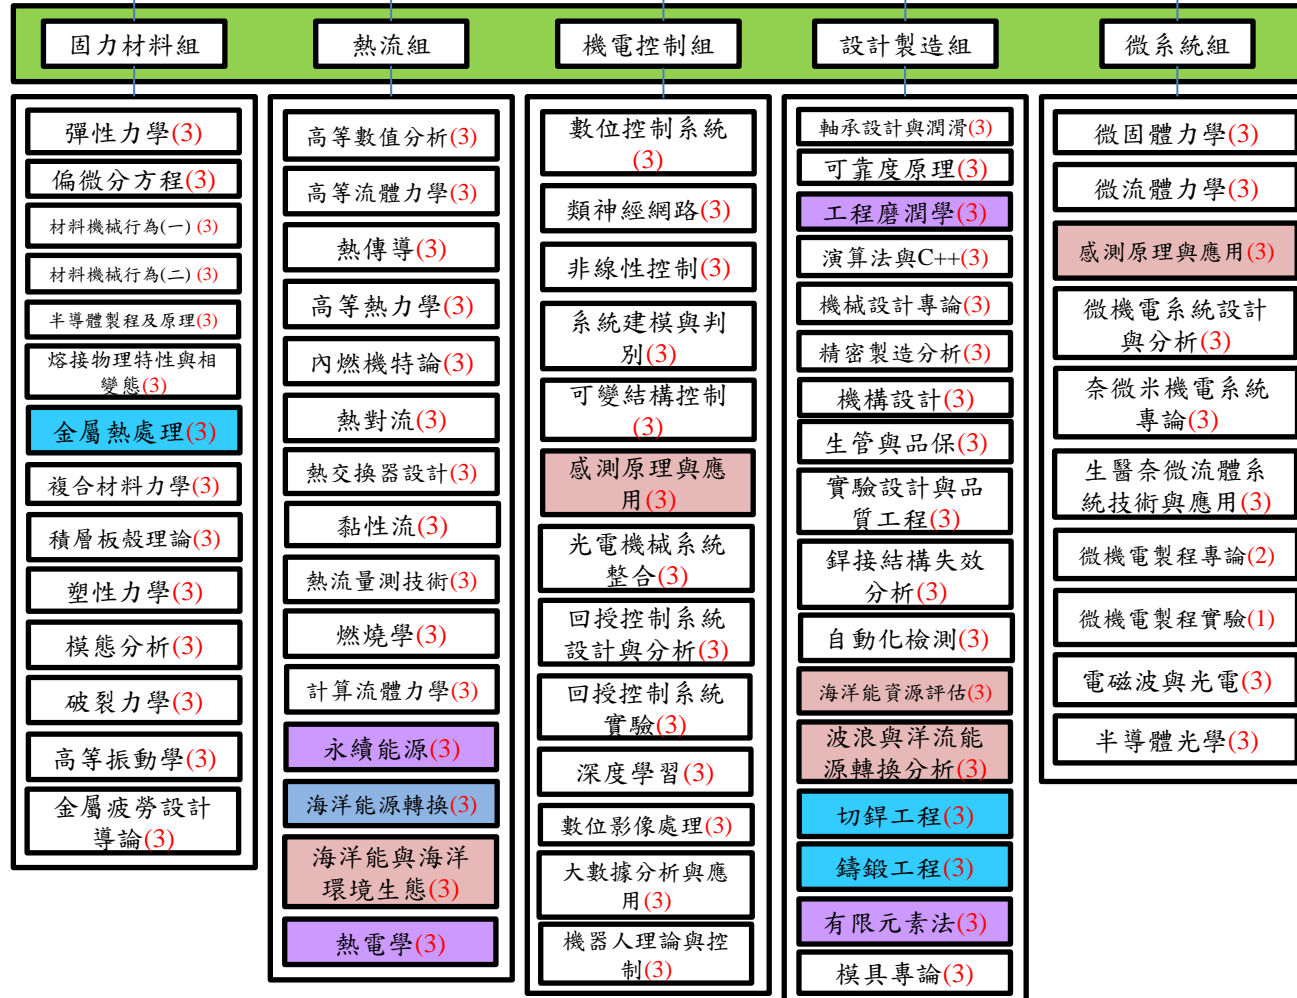 固力材料組
熱流組
機電控制組
設計製造組
微系統組
彈性力學(3)
偏微分方程(3)
材料機械行為(一) (3)
材料機械行為(二) (3)
半導體製程及原理(3)
熔接物理特性與相
變態(3)
金屬熱處理(3)
複合材料力學(3)
積層板殼理論(3)
塑性力學(3)
模態分析(3)
破裂力學(3)
高等振動學(3)
金屬疲勞設計
導論(3)
高等數值分析(3)
高等流體力學(3)
熱傳導(3)
高等熱力學(3)
內燃機特論(3)
熱對流(3)
熱交換器設計(3)
黏性流(3)
熱流量測技術(3)
燃燒學(3)
計算流體力學(3)
永續能源(3)
海洋能源轉換(3)
海洋能與海洋
環境生態(3)
熱電學(3)
數位控制系統
(3)
類神經網路(3)
非線性控制(3)
系統建模與判
別(3)
可變結構控制
(3)
感測原理與應
用(3)
光電機械系統
整合(3)
回授控制系統
設計與分析(3)
回授控制系統
實驗(3)
深度學習(3)
數位影像處理(3)
大數據分析與應
用(3)
機器人理論與控
制(3)
軸承設計與潤滑(3)
可靠度原理(3)
工程磨潤學(3)
演算法與C++(3)
機械設計專論(3)
精密製造分析(3)
機構設計(3)
生管與品保(3)
實驗設計與品
質工程(3)
銲接結構失效
分析(3)
自動化檢測(3)
海洋能資源評估(3)
波浪與洋流能
源轉換分析(3)
切銲工程(3)
鑄鍛工程(3)
有限元素法(3)
模具專論(3)
微固體力學(3)
微流體力學(3)
感測原理與應用(3)
微機電系統設計
與分析(3)
奈微米機電系統
專論(3)
生醫奈微流體系
統技術與應用(3)
微機電製程專論(2)
微機電製程實驗(1)
電磁波與光電(3)
半導體光學(3)